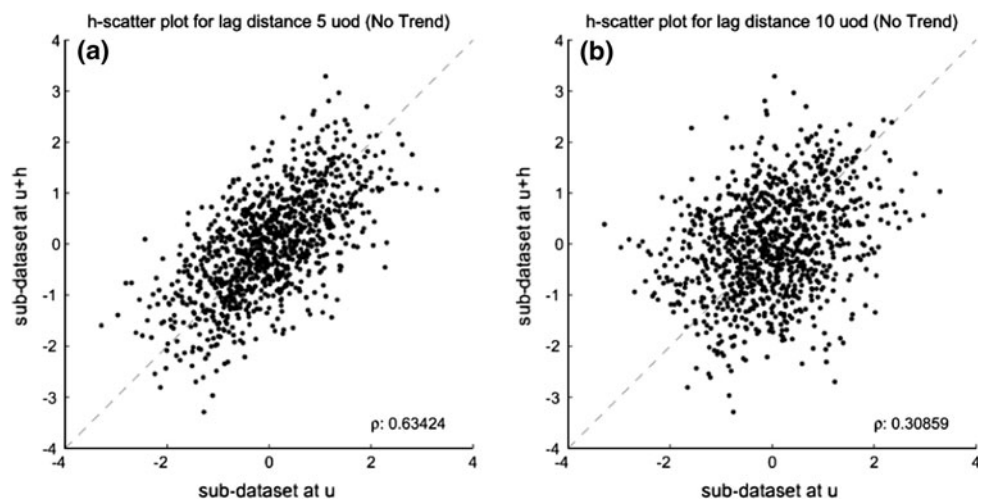 h-scatter plot for lag distance 5 uod (No Trend)
(a)
4
3
2
1
0
-1
-2
-3
-4
sub-dataset at u+h
ρ: 0.63424
-4
-2
0
2
4
sub-dataset at u
h-scatter plot for lag distance 10 uod (No Trend)
(b)
4
3
2
1
0
-1
-2
-3
-4
sub-dataset at u+h
ρ: 0.30859
-4
-2
0
2
4
sub-dataset at u